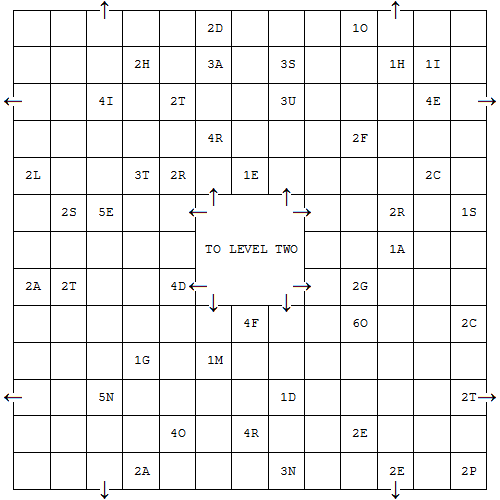 2D 1O
2H 3A 3S 1H 1I
4I 2T 3U 4E
4R 2F
2L 3T 2R 1E 2C
2S 5E 2R 1S
TO LEVEL TWO 1A
2A 2T 4D 2G
4F 6O 2C
1G 1M
5N 1D 2T
4O 4R 2E
2A 3N 2E 2P